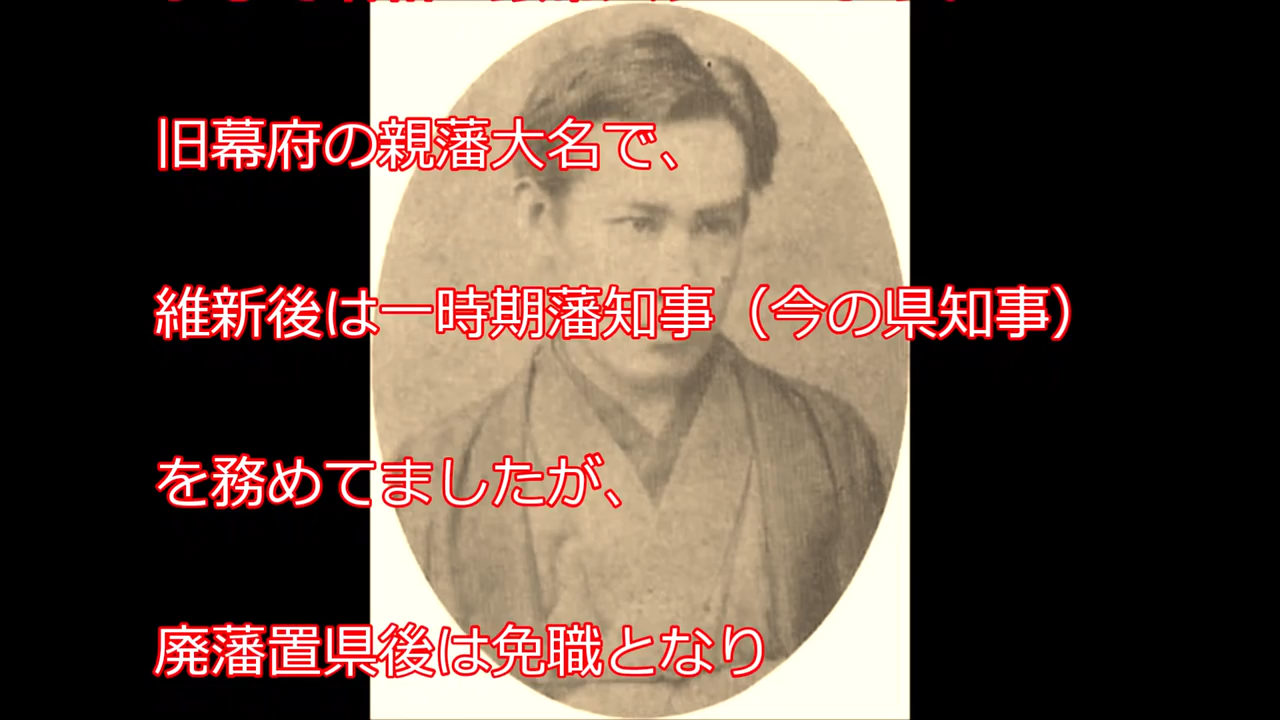 旧幕府の親藩大名で、
維新後は一時期藩知事（今の県知事）
を務めてましたが、
廃藩置県後は免職となり